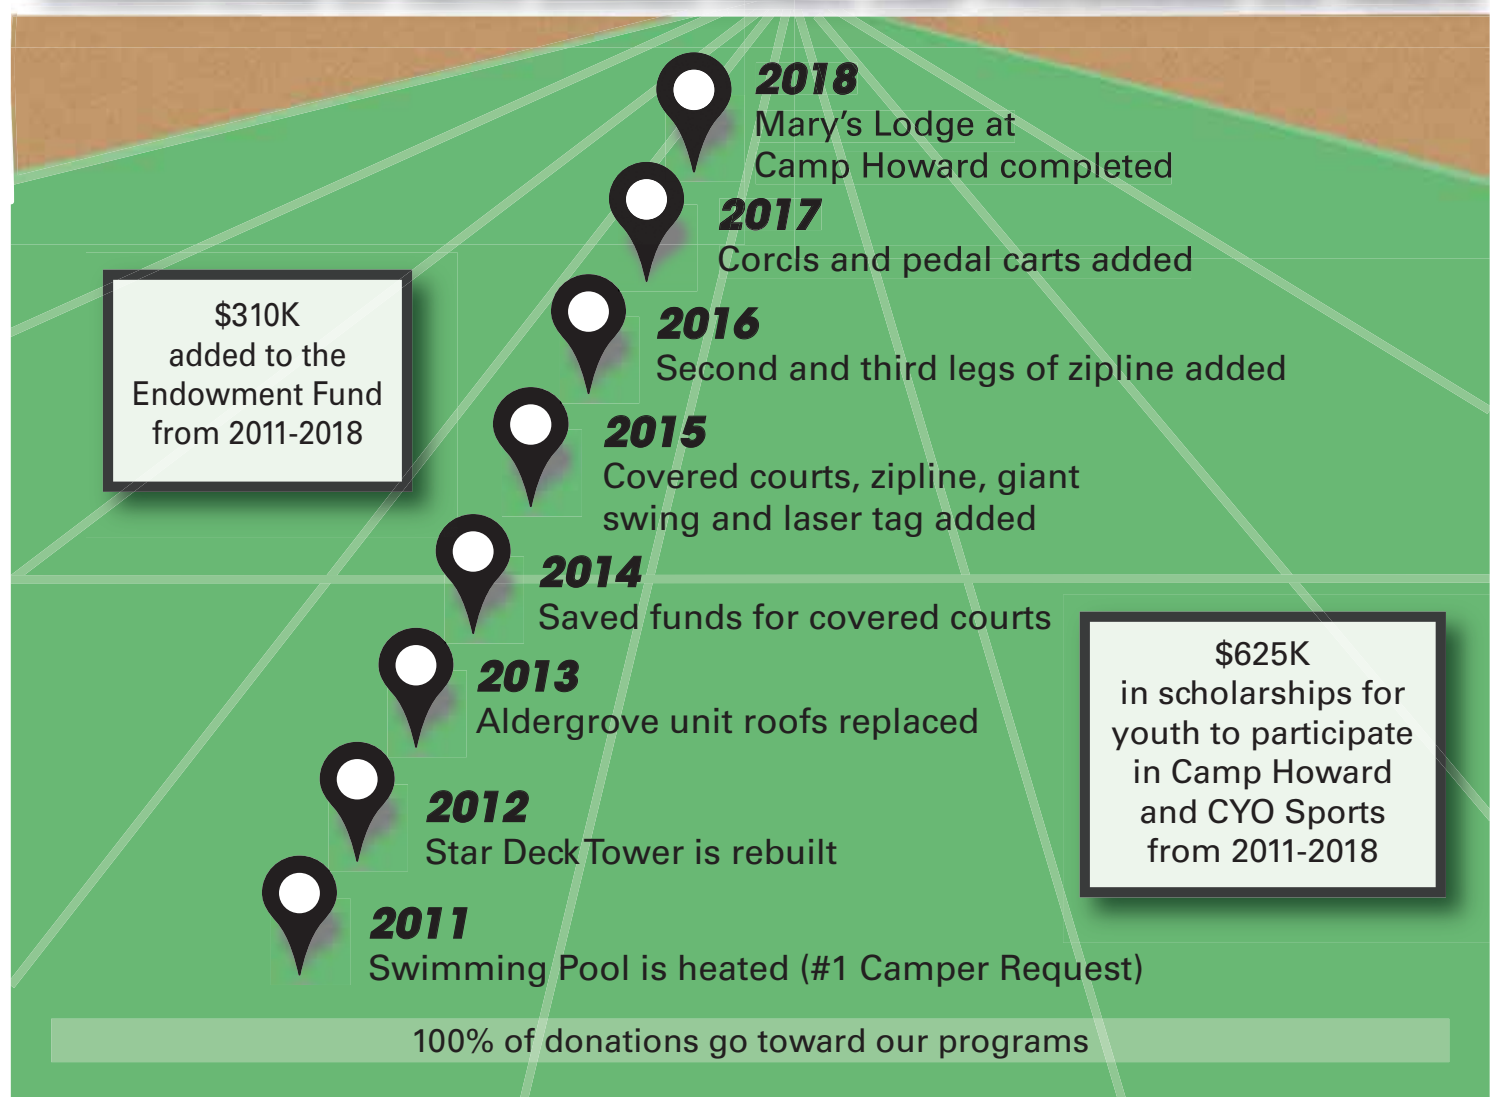 2018
Mary's Lodge at
Camp Howard completed
2017
Corcls and pedal carts added
2016
Second and third legs of zipline added
2015
Covered courts, zipline, giant
swing and laser tag added
2014
Saved funds for covered courts
2013
Aldergrove unit roofs replaced
2012
Star Deck Tower is rebuilt
2011
Swimming Pool is heated (#1 Camper Request)
$310K
added to the
Endowment Fund
from 2011-2018
$625K
in scholarships for
youth to participate
in Camp Howard
and CYO Sports
from 2011-2018
100% of donations go toward our programs